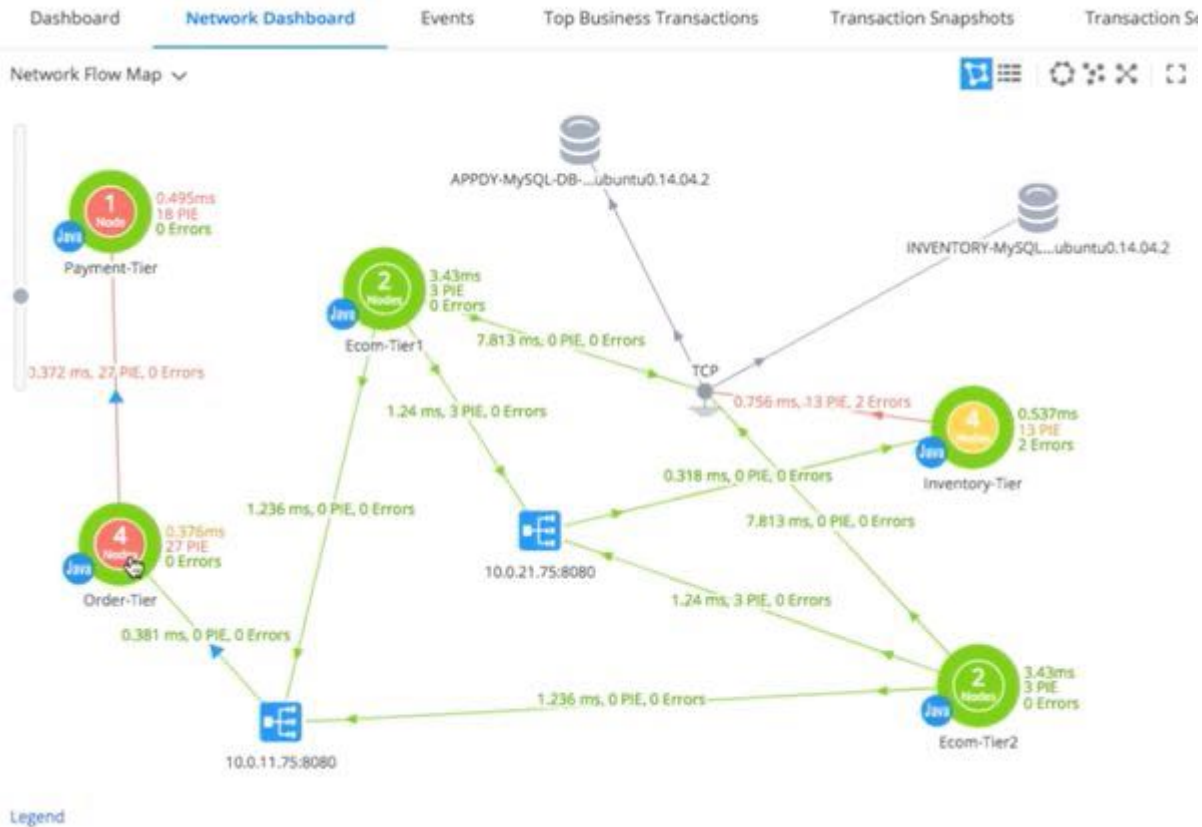 Dashboard
Network Dashboard
Events
Top Business Transactions
Transaction Snapshots
Transaction Sc
Network Flow Map
APPDY-MySQL-DB-...ubuntu0.14.04.2
INVENTORY-MySQL...ubuntu0.14.04.2
1
Node
Java
0.495ms
18 PIE
0 Errors
Payment-Tier
2
Nodes
Java
3.43ms
3 PIE
0 Errors
Ecom-Tier1
7.813 ms, 0 PIE, 0 Errors
TCP
0.372 ms, 27 PIE, 0 Errors
1.24 ms, 3 PIE, 0 Errors
0.756 ms, 13 PIE, 2 Errors
4
Nodes
Java
0.537ms
13 PIE
2 Errors
Inventory-Tier
0.318 ms, 0 PIE, 0 Errors
1.236 ms, 0 PIE, 0 Errors
7.813 ms, 0 PIE, 0 Errors
4
Nodes
Java
0.376ms
27 PIE
0 Errors
Order-Tier
10.0.21.75:8080
1.24 ms, 3 PIE, 0 Errors
0.381 ms, 0 PIE, 0 Errors
2
Nodes
Java
3.43ms
3 PIE
0 Errors
Ecom-Tier2
1.236 ms, 0 PIE, 0 Errors
10.0.11.75:8080
Legend